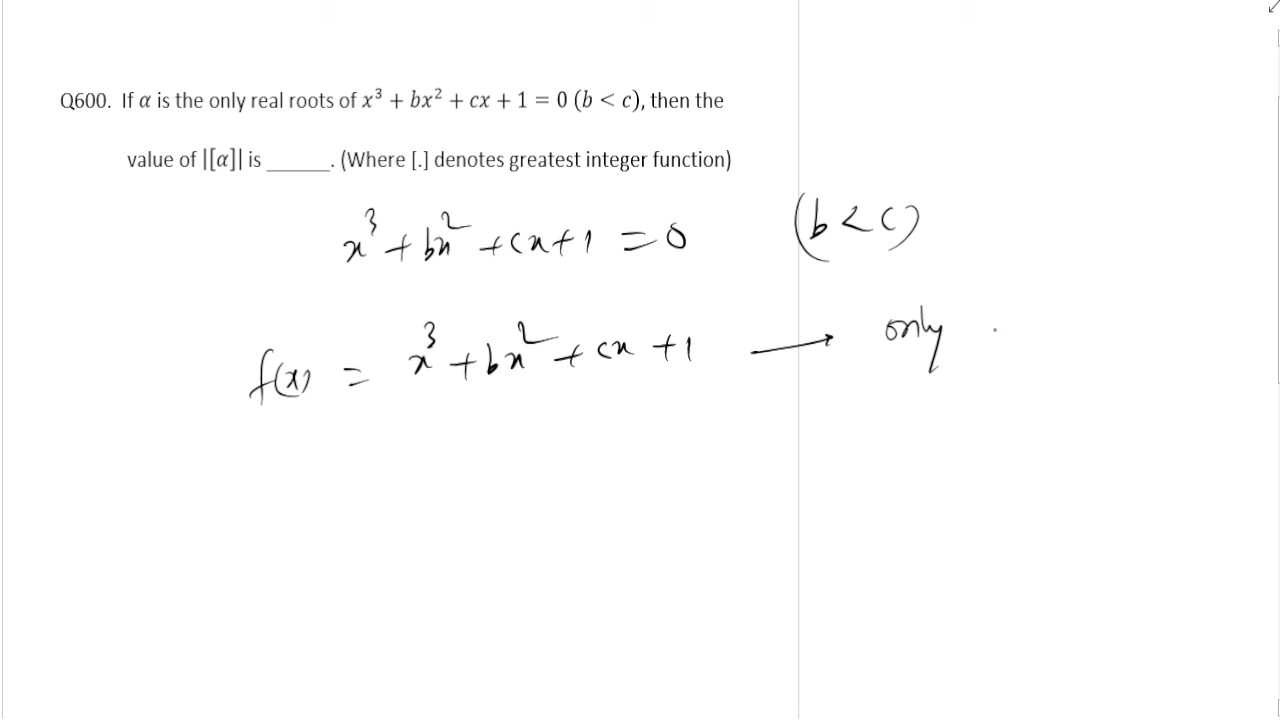 Q600. If α is the only real roots of x³ + bx² + cx + 1 = 0 (b < c), then the
value of |[α]| is ______. (Where [.] denotes greatest integer function)
x³ + bx² + cx + 1 = 0 (b < c)
f(x) = x³ + bx² + cx + 1 → only